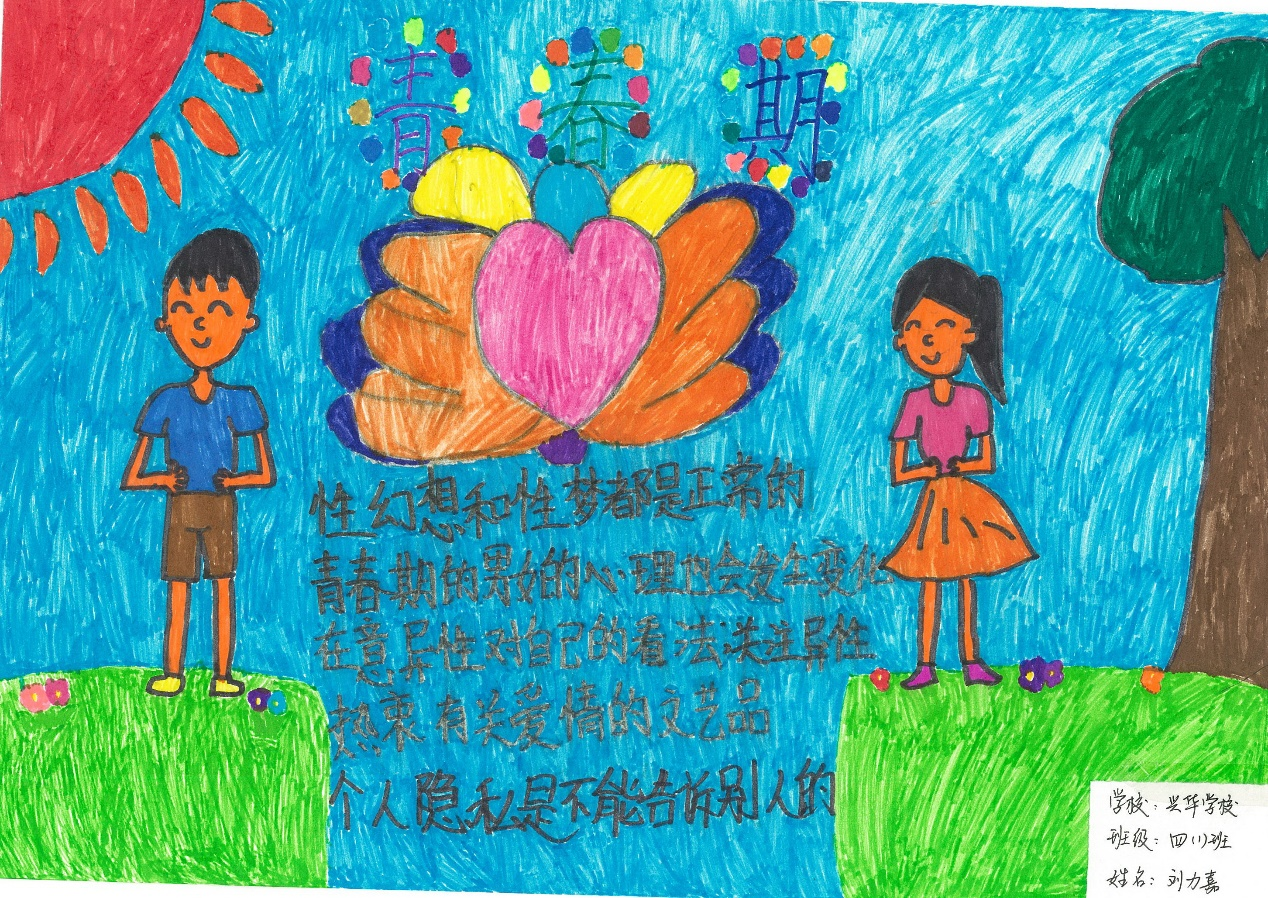 青春期
性幻想和性梦都是正常的
青春期的男女的心理也会发生变化
在意异性对自己的看法关注异性
热衷有关爱情的文艺品
个人隐私是不能告诉别人的
学校：兴华学校
班级：四(1)班
姓名：刘力嘉